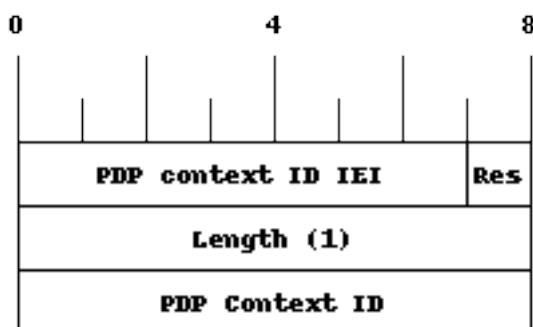 0 4 8
PDP context ID IEI Res
Length (1)
PDP Context ID